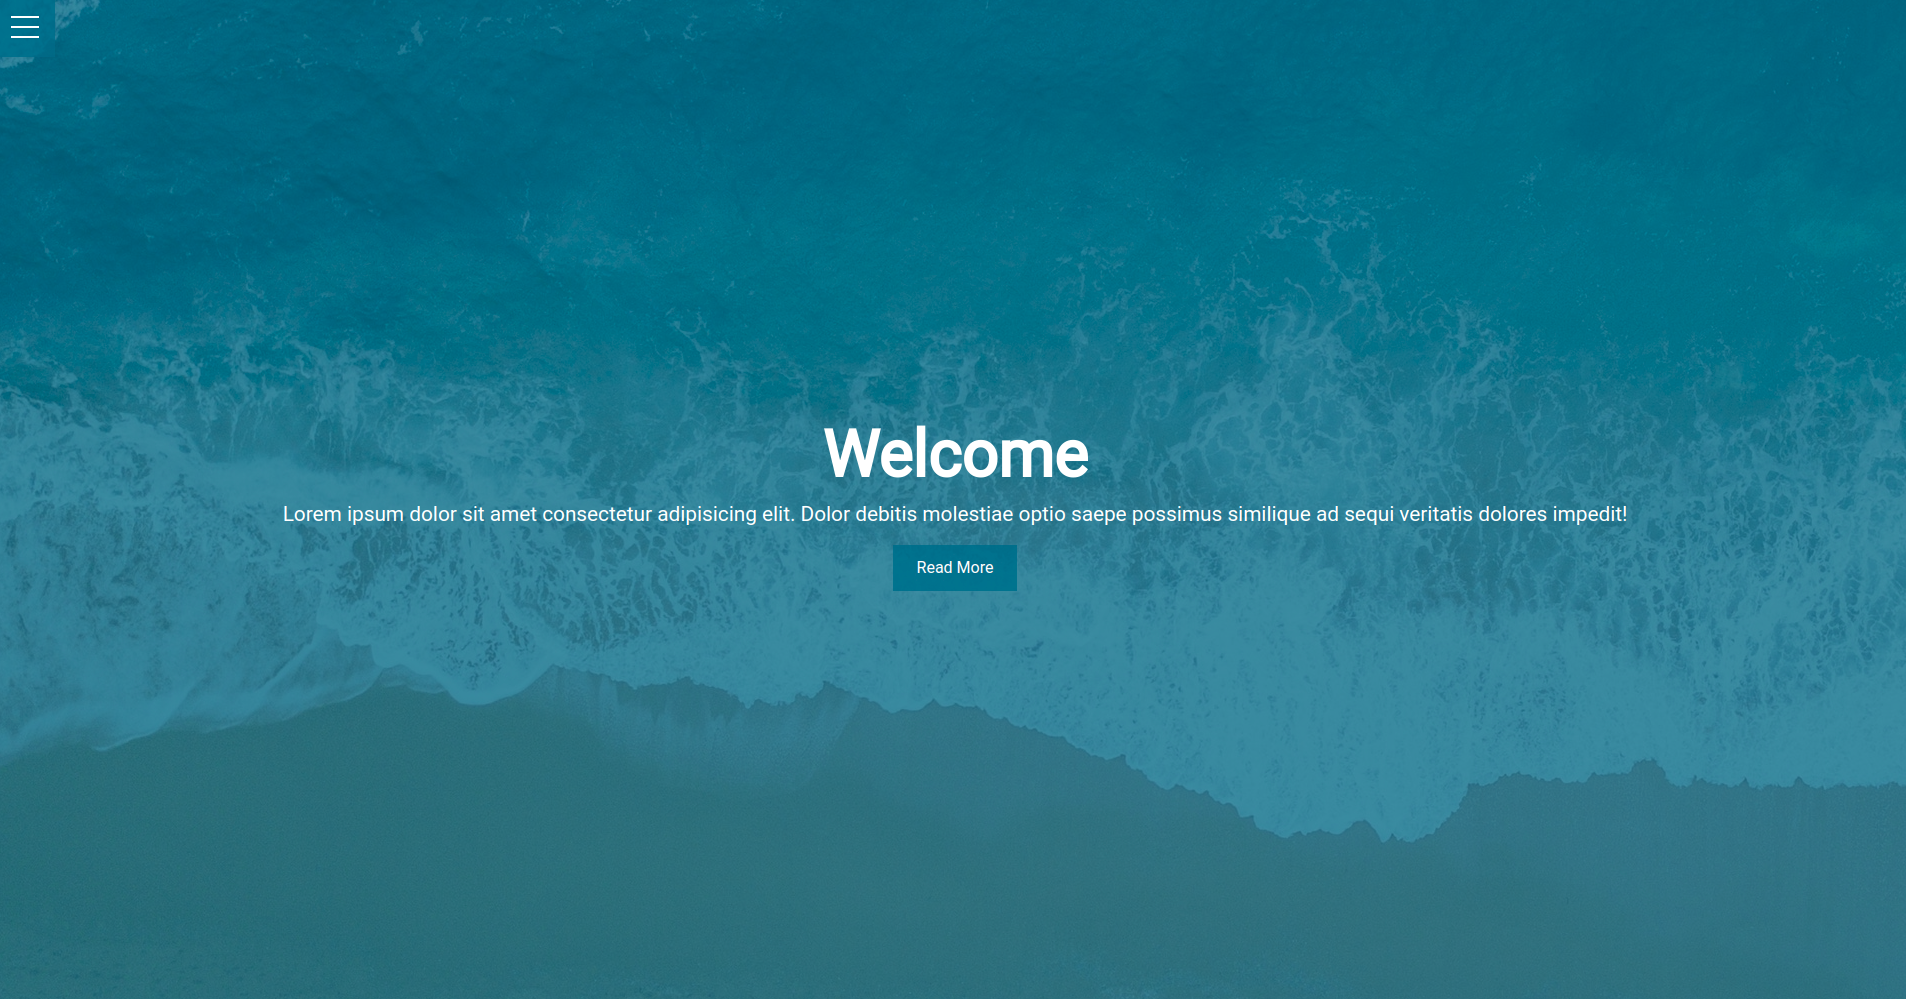 Welcome
Lorem ipsum dolor sit amet consectetur adipisicing elit. Dolor debitis molestiae optio saepe possimus similique ad sequi veritatis dolores impedit!
Read More